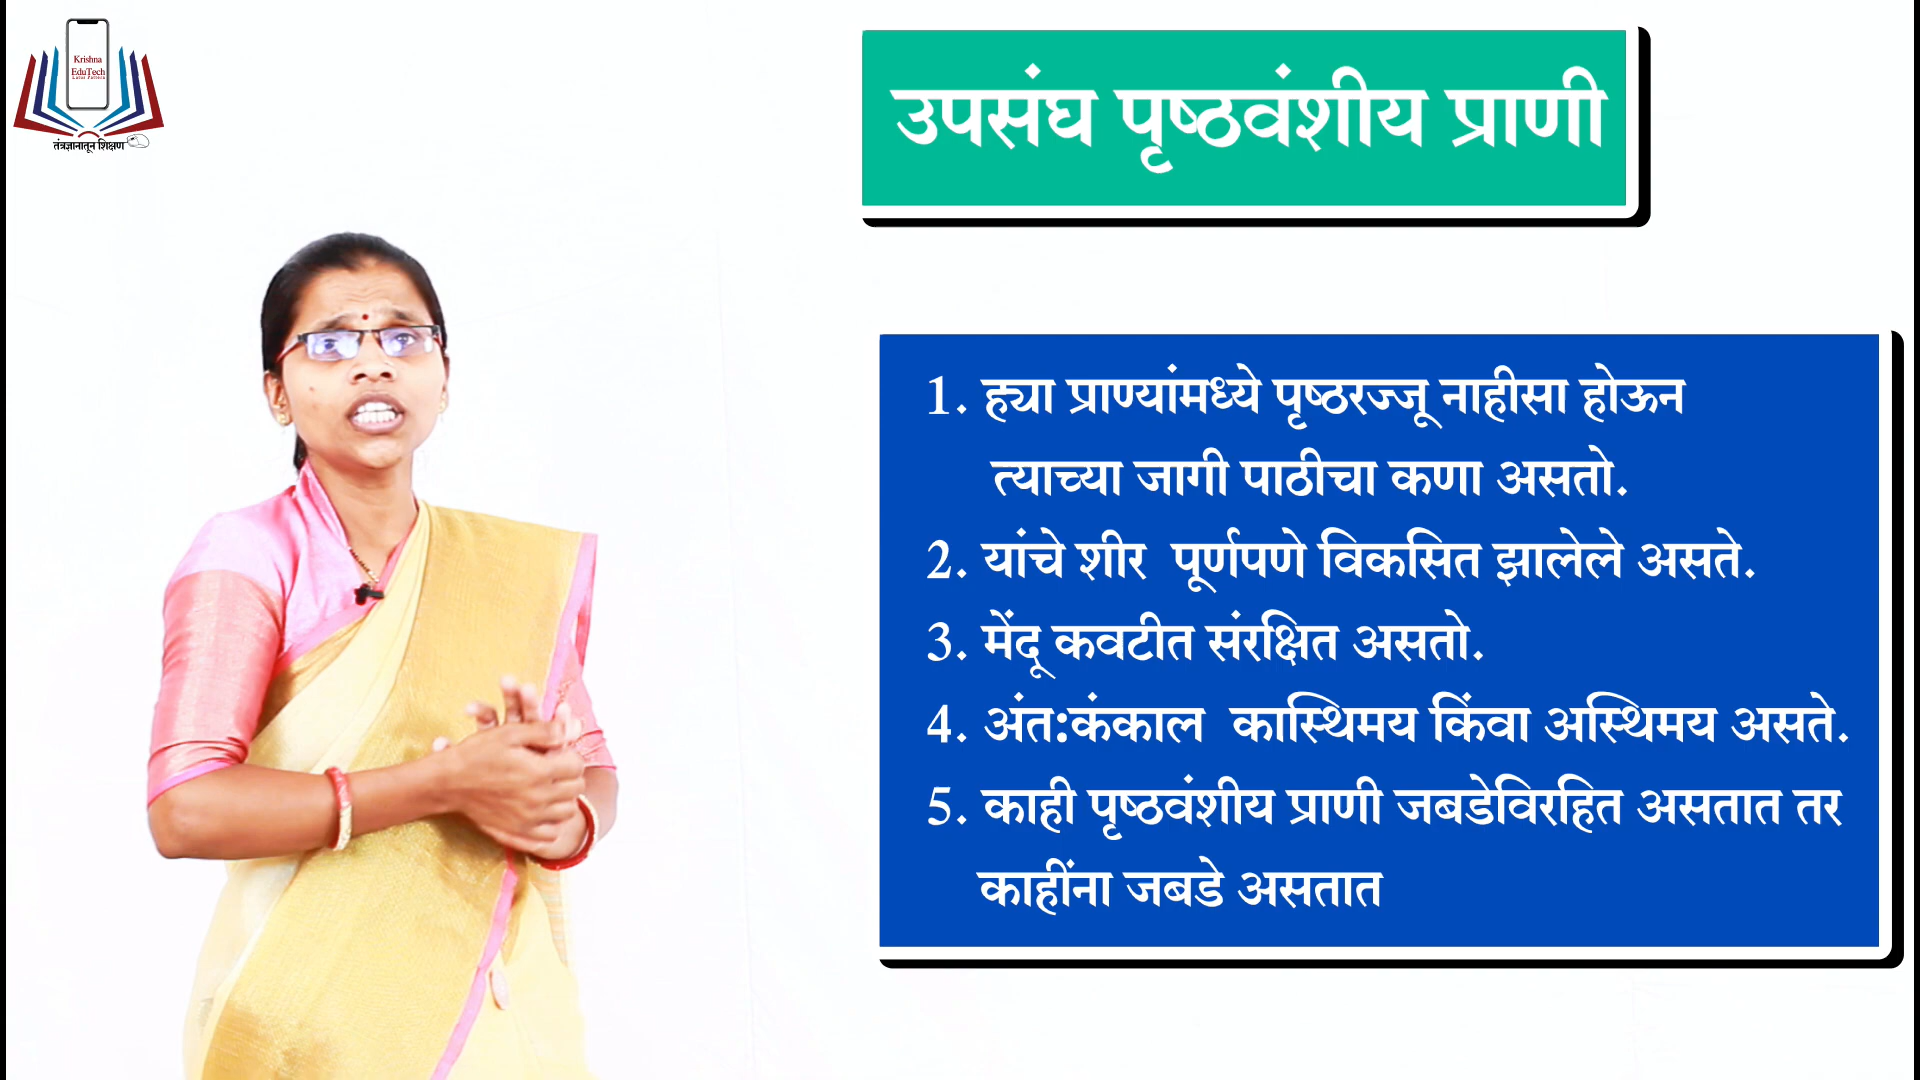 Krishna
EduTech
तंत्रज्ञानातून शिक्षण
उपसंघ पृष्ठवंशीय प्राणी
1. ह्या प्राण्यांमध्ये पृष्ठरज्जू नाहीसा होऊन
त्याच्या जागी पाठीचा कणा असतो.
2. यांचे शीर पूर्णपणे विकसित झालेले असते.
3. मेंदू कवटीत संरक्षित असतो.
4. अंत:कंकाल कास्थिमय किंवा अस्थिमय असते.
5. काही पृष्ठवंशीय प्राणी जबडेविरहित असतात तर
काहींना जबडे असतात